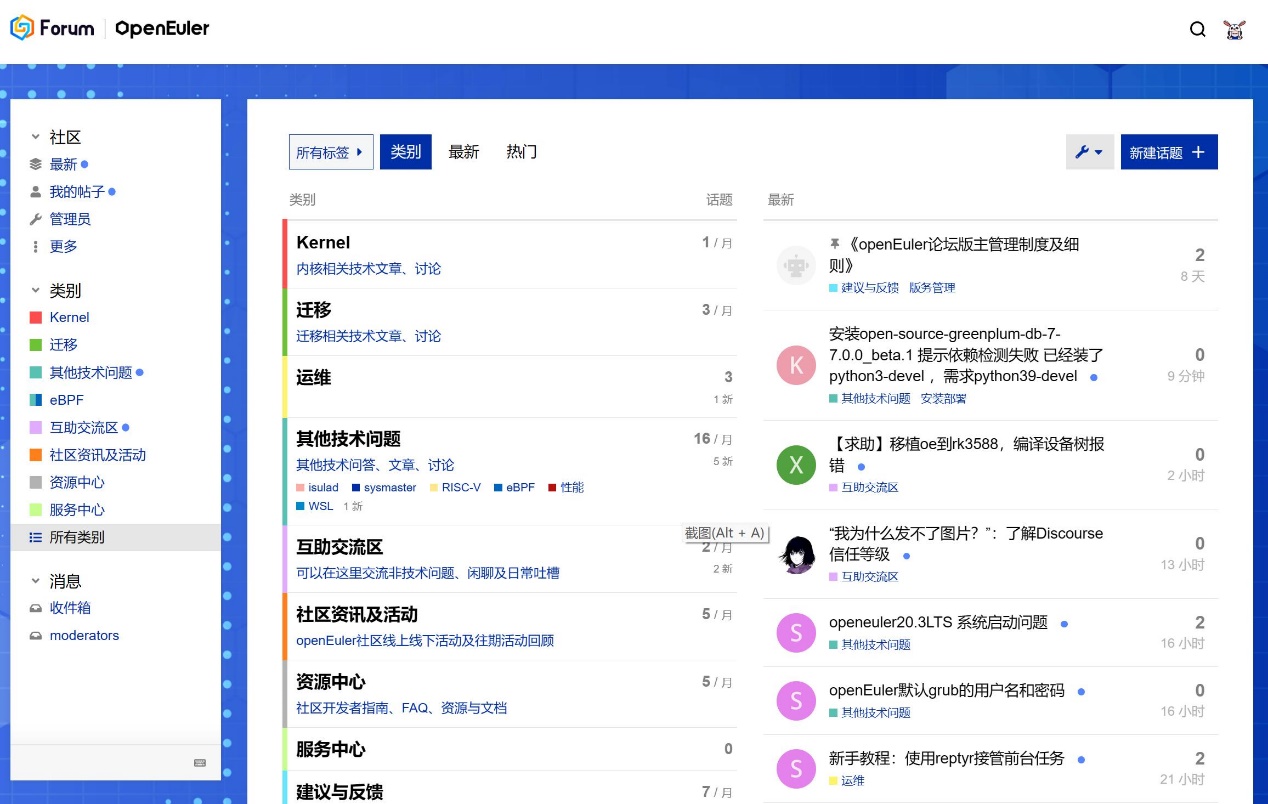 Forum
OpenEuler
社区
最新
我的帖子
管理员
更多
类别
Kernel
迁移
其他技术问题
eBPF
互助交流区
社区资讯及活动
资源中心
服务中心
所有类别
消息
收件箱
moderators
所有标签
类别
最新
热门
新建话题
类别
话题
Kernel
1 / 月
内核相关技术文章、讨论
迁移
3 / 月
迁移相关技术文章、讨论
运维
3
1 新
其他技术问题
16 / 月
其他技术问答、文章、讨论
5 新
isulad sysmaster RISC-V eBPF 性能
WSL 1 新
截图(Alt + A)
互助交流区
2 / 月
可以在这里交流非技术问题、闲聊及日常吐槽
2 新
社区资讯及活动
5 / 月
openEuler社区线上线下活动及往期活动回顾
资源中心
5 / 月
社区开发者指南、FAQ、资源与文档
服务中心
0
建议与反馈
7 / 月
最新
《openEuler论坛版主管理制度及细
则》
建议与反馈 版务管理
2
8 天
K
安装open-source-greenplum-db-7-
7.0.0_beta.1 提示依赖检测失败 已经装了
python3-devel ，需求python39-devel
其他技术问题 安装部署
0
9 分钟
X
【求助】移植oe到rk3588，编译设备树报
错
互助交流区
0
2 小时
“我为什么发不了图片？”：了解Discourse
信任等级
互助交流区
0
13 小时
S
openeuler20.3LTS 系统启动问题
其他技术问题
2
16 小时
S
openEuler默认grub的用户名和密码
其他技术问题
0
16 小时
S
新手教程：使用reptyr接管前台任务
运维
2
21 小时